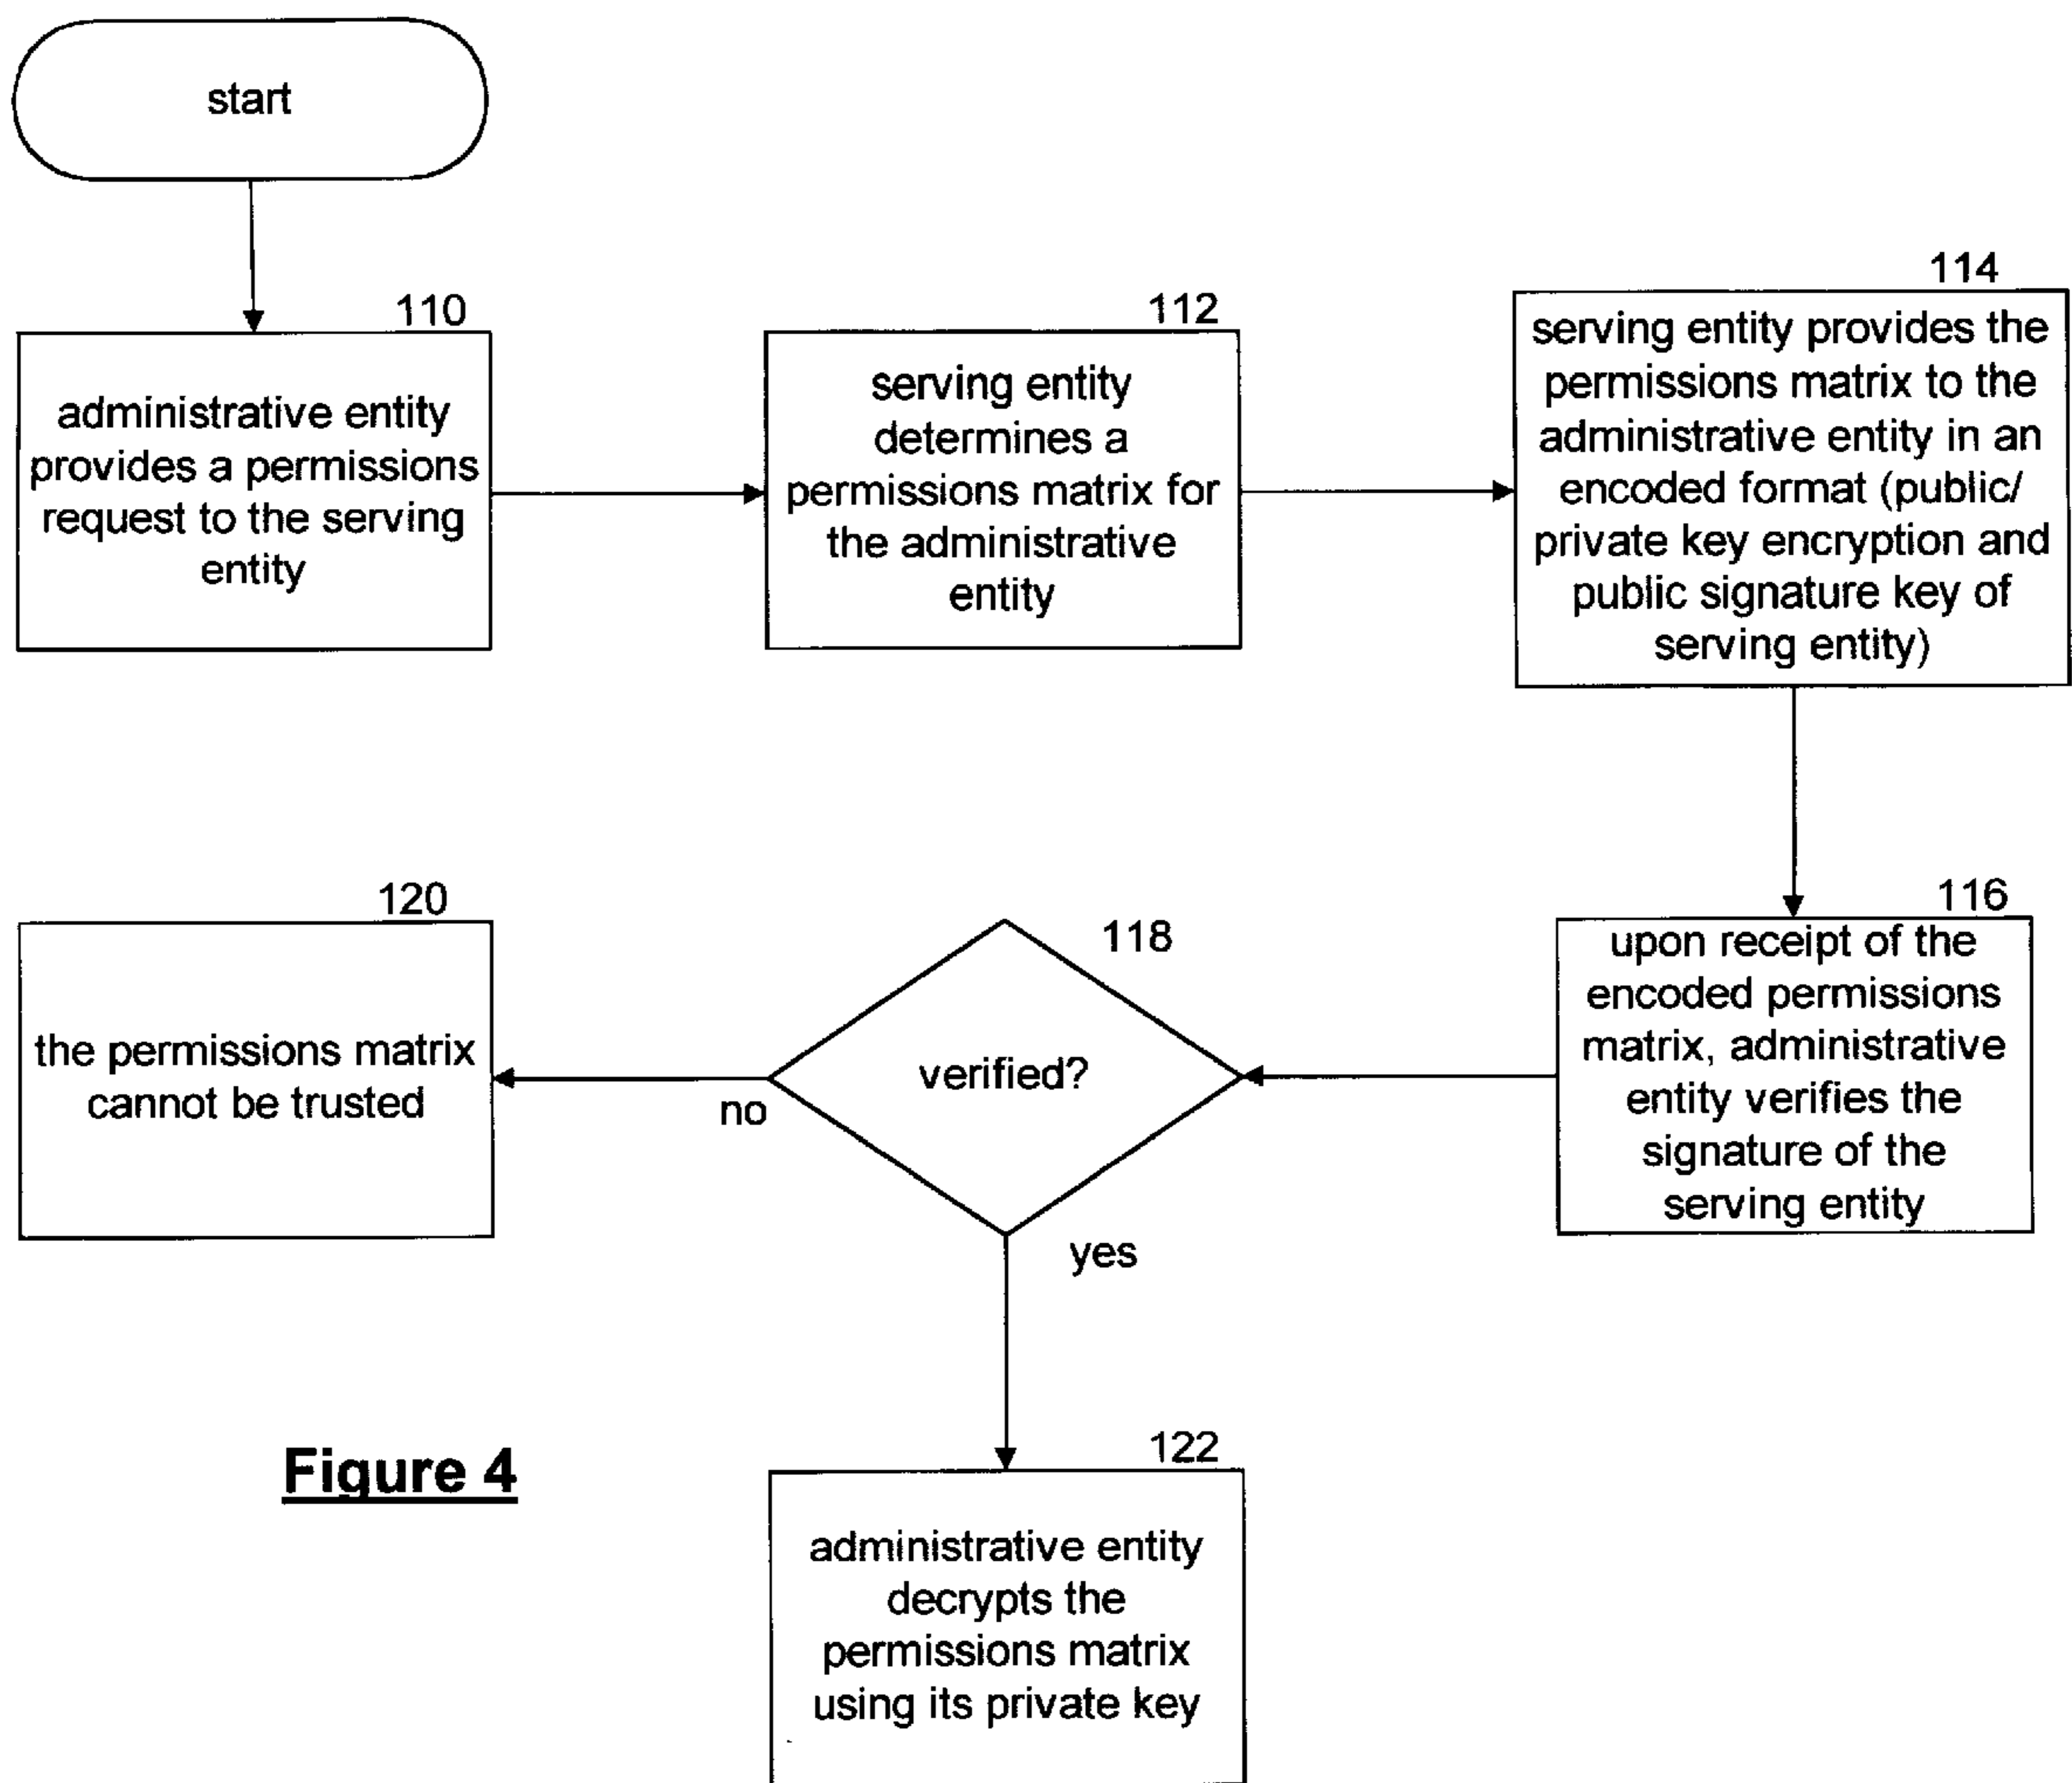 start
110
administrative entity
provides a permissions
request to the serving
entity
112
serving entity
determines a
permissions matrix for
the administrative
entity
114
serving entity provides the
permissions matrix to the
administrative entity in an
encoded format (public/
private key encryption and
public signature key of
serving entity)
116
upon receipt of the
encoded permissions
matrix, administrative
entity verifies the
signature of the
serving entity
118
verified?
no
yes
120
the permissions matrix
cannot be trusted
122
administrative entity
decrypts the
permissions matrix
using its private key
Figure 4